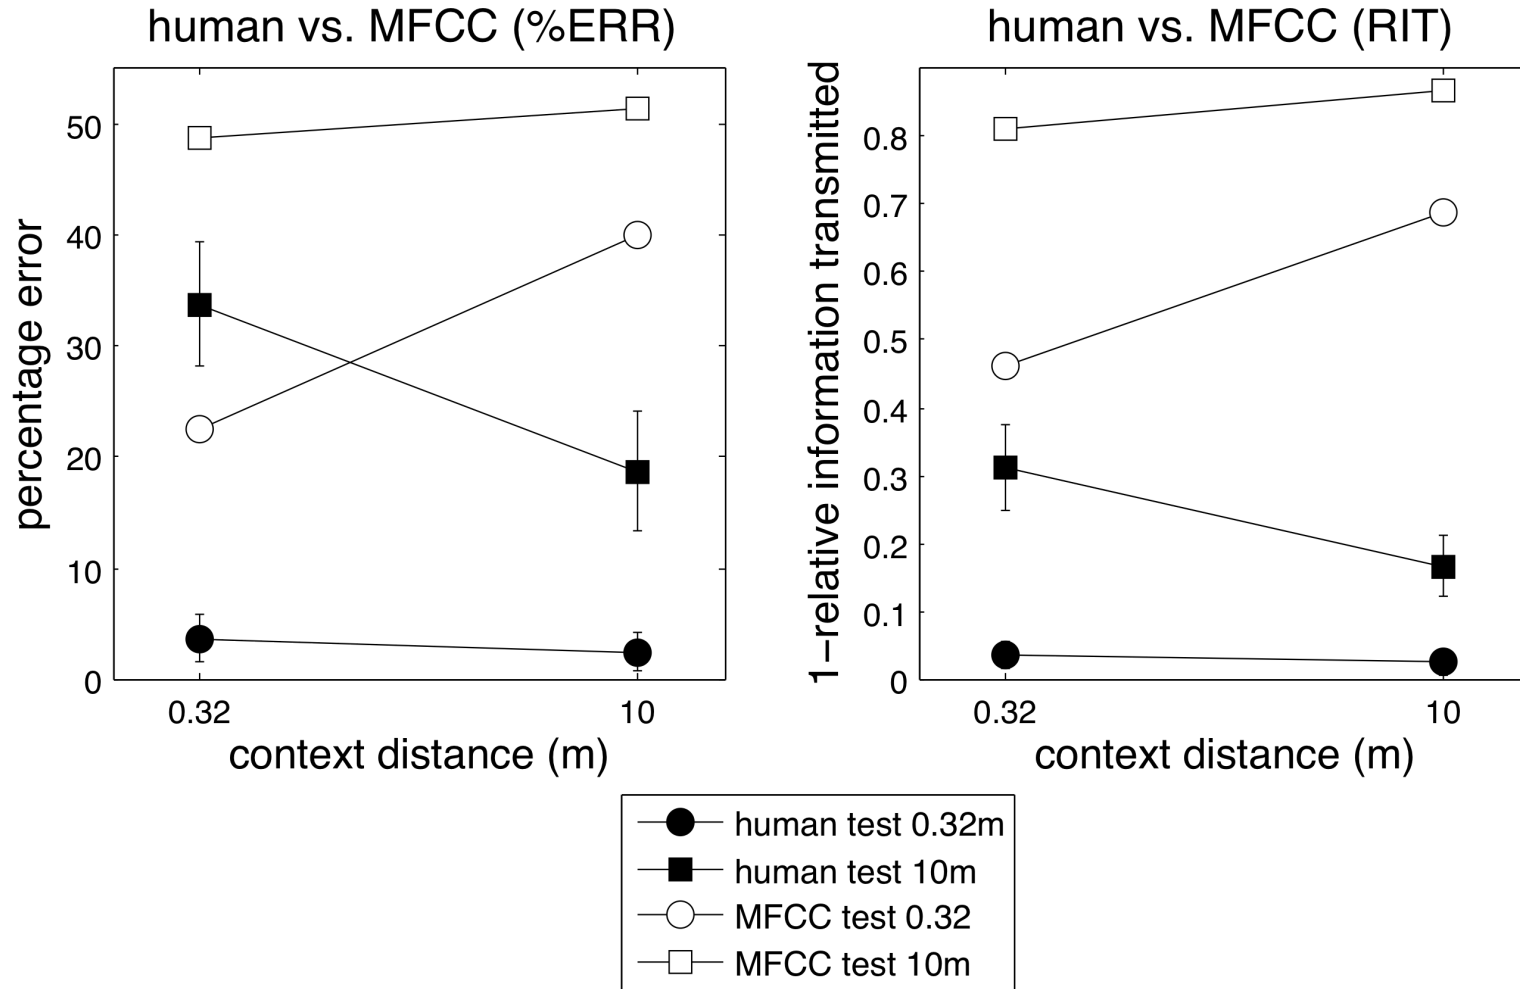 human vs. MFCC (%ERR)
percentage error
50
40
30
20
10
0
0.32
10
context distance (m)
human vs. MFCC (RIT)
1−relative information transmitted
0.8
0.7
0.6
0.5
0.4
0.3
0.2
0.1
0
0.32
10
context distance (m)
human test 0.32m
human test 10m
MFCC test 0.32
MFCC test 10m